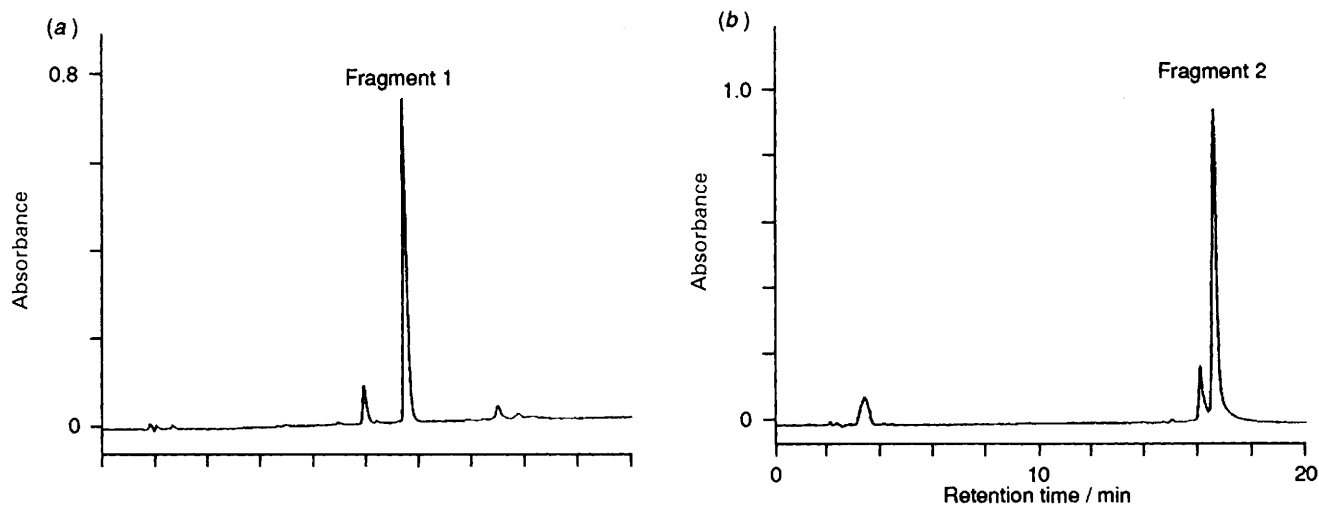 (a)
0.8
Fragment 1
Absorbance
0
(b)
1.0
Fragment 2
Absorbance
0
0
10
20
Retention time / min